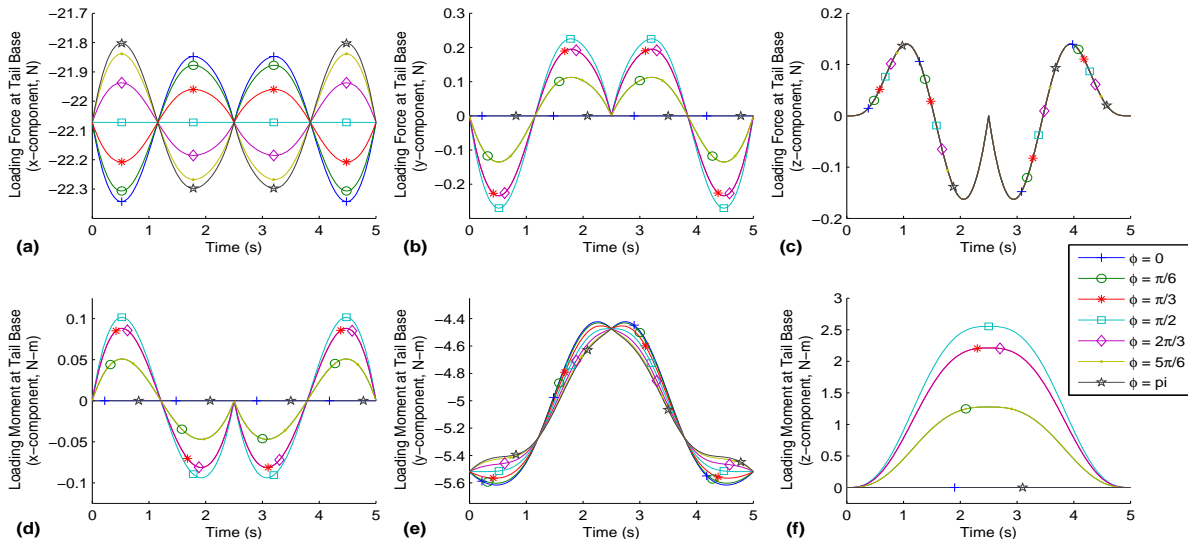 −21.7
−21.8
−21.9
−22
−22.1
−22.2
−22.3
0 1 2 3 4 5
Time (s)
Loading Force at Tail Base
(x−component, N)
(a)
0.3
0.2
0.1
0
−0.1
−0.2
0 1 2 3 4 5
Time (s)
Loading Force at Tail Base
(y−component, N)
(b)
0.2
0.1
0
−0.1
−0.2
0 1 2 3 4 5
Time (s)
Loading Force at Tail Base
(z−component, N)
(c)
ϕ = 0
ϕ = π/6
ϕ = π/3
ϕ = π/2
ϕ = 2π/3
ϕ = 5π/6
ϕ = pi
0.1
0.05
0
−0.05
−0.1
0 1 2 3 4 5
Time (s)
Loading Moment at Tail Base
(x−component, N−m)
(d)
−4.4
−4.6
−4.8
−5
−5.2
−5.4
−5.6
0 1 2 3 4 5
Time (s)
Loading Moment at Tail Base
(y−component, N−m)
(e)
3
2.5
2
1.5
1
0.5
0
0 1 2 3 4 5
Time (s)
Loading Moment at Tail Base
(z−component, N−m)
(f)